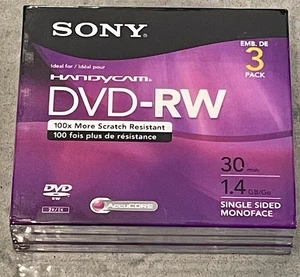 SONY
EMB. DE
3
PACK
Ideal for / Idéal pour
HANDYCAM®
DVD-RW
100x More Scratch Resistant
100 fois plus de résistance
30 min
1.4 GB/Go
DVD
RW
AccuCORE
SINGLE SIDED
MONOFACE